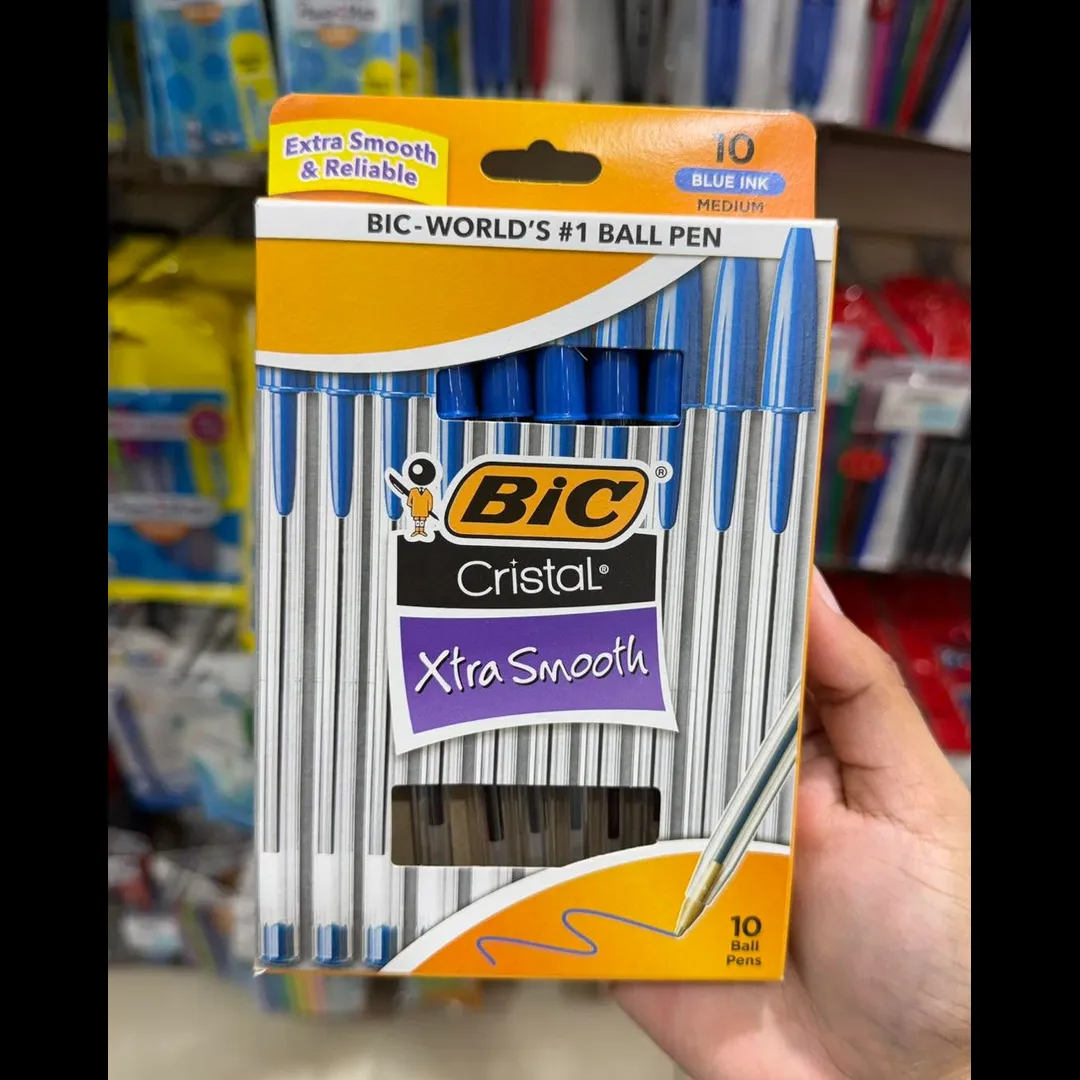 Extra Smooth
& Reliable
10
BLUE INK
MEDIUM
BIC-WORLD'S #1 BALL PEN
BiC®
Cristal®
Xtra Smooth
10
Ball
Pens